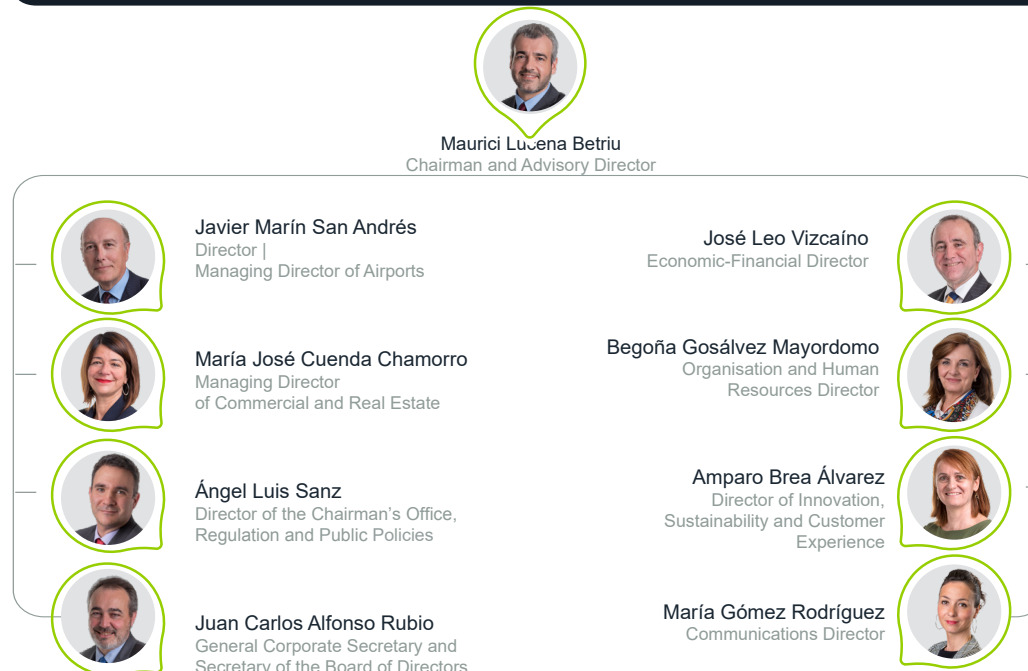 Maurici Lucena Betriu
Chairman and Advisory Director
Javier Marín San Andrés
Director |
Managing Director of Airports
María José Cuenda Chamorro
Managing Director
of Commercial and Real Estate
Ángel Luis Sanz
Director of the Chairman’s Office,
Regulation and Public Policies
Juan Carlos Alfonso Rubio
General Corporate Secretary and
Secretary of the Board of Directors
José Leo Vizcaíno
Economic-Financial Director
Begoña Gosálvez Mayordomo
Organisation and Human
Resources Director
Amparo Brea Álvarez
Director of Innovation,
Sustainability and Customer
Experience
María Gómez Rodríguez
Communications Director